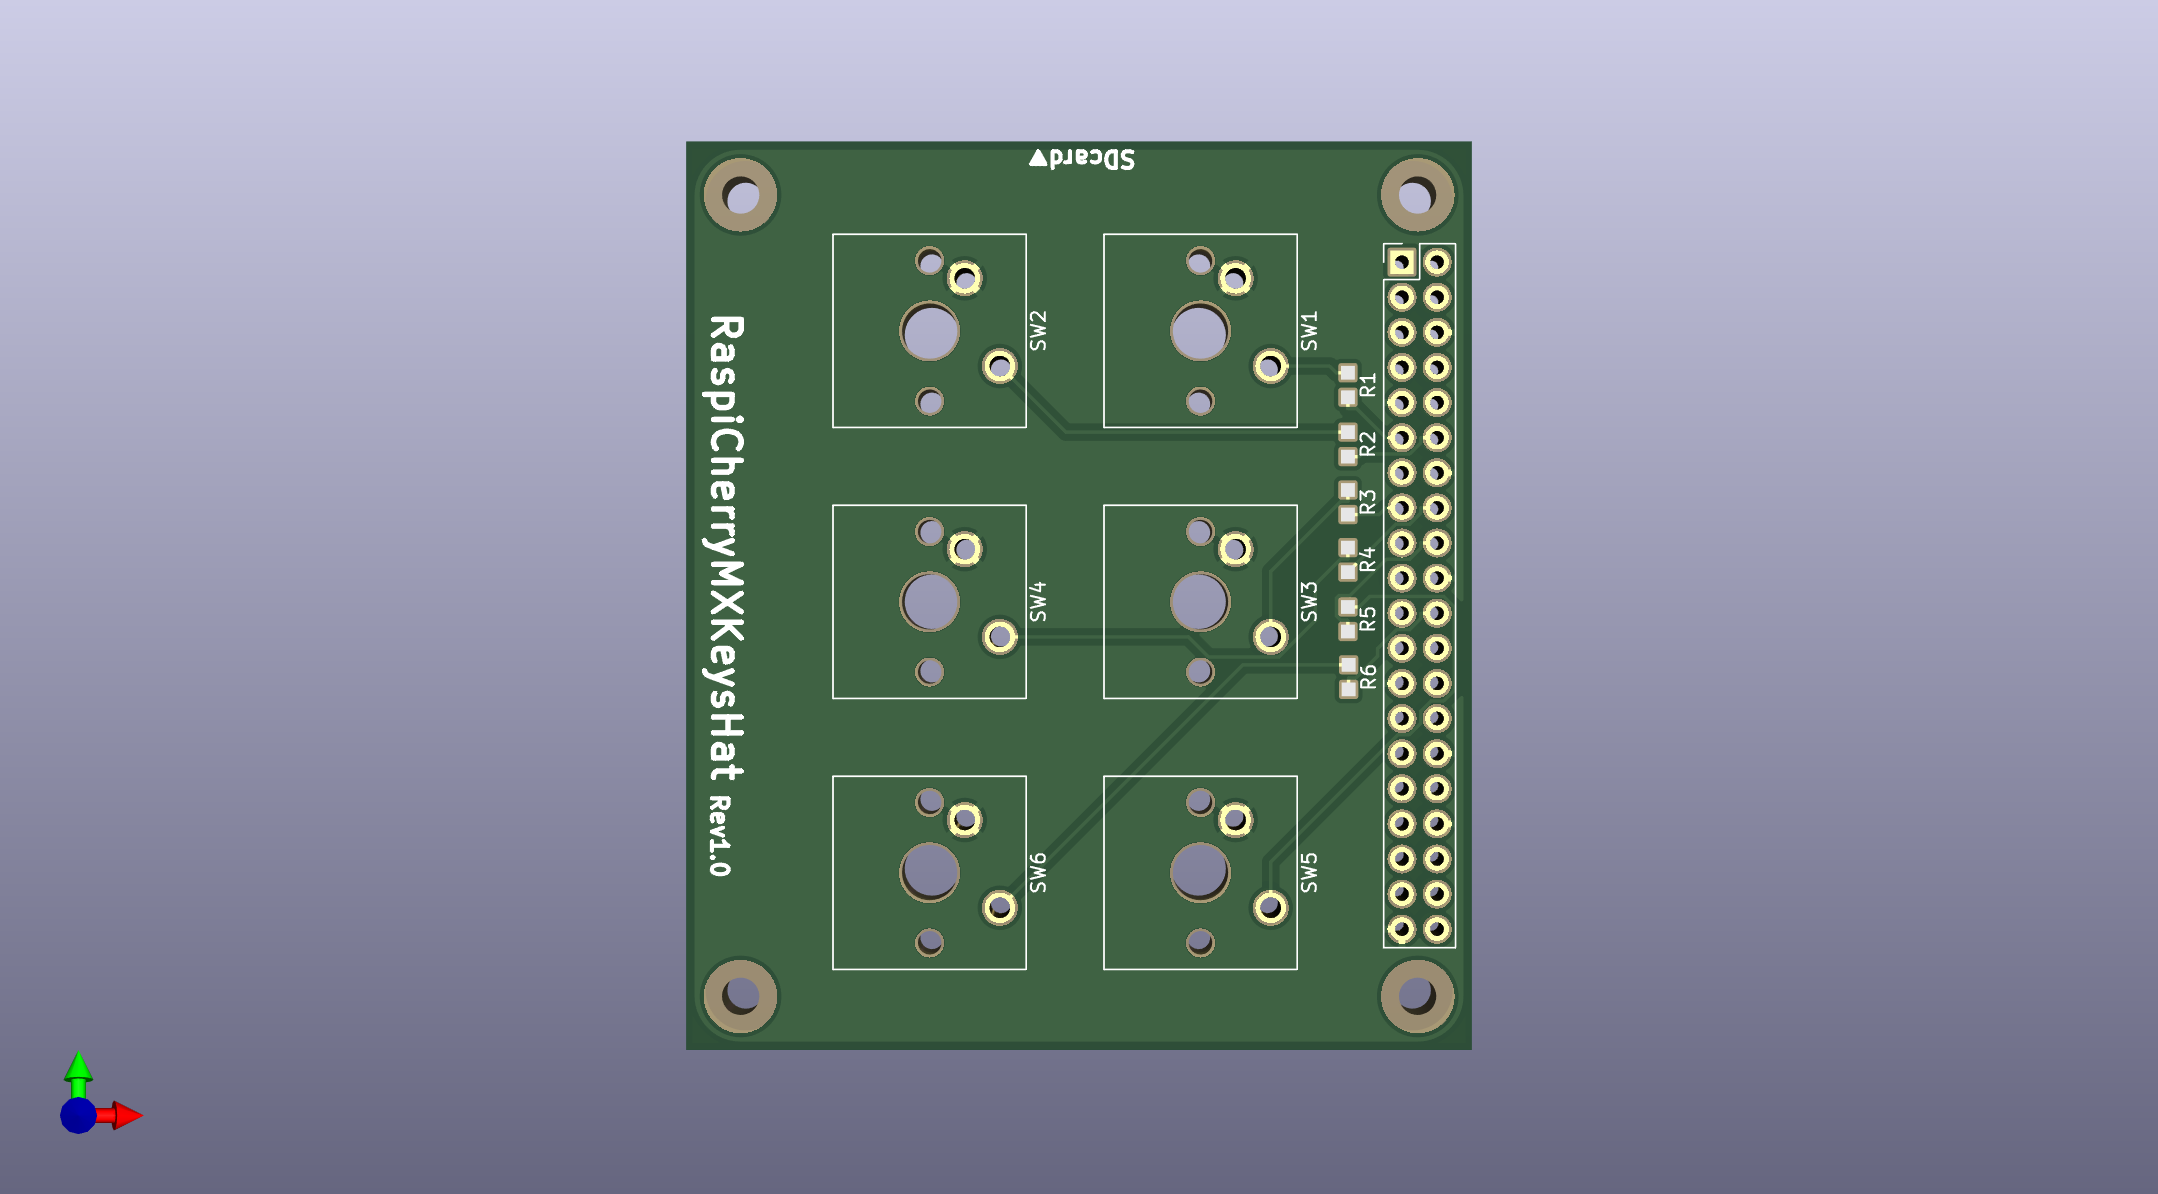 SDcard▼
RaspiCherryMXKeysHat Rev1.0
SW2
SW1
R1
R2
R3
R4
SW4
SW3
R5
R6
SW6
SW5